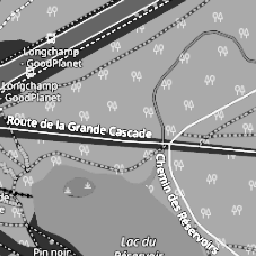 Longchamp
- GoodPlanet
Longchamp
- GoodPlanet
Route de la Grande Cascade
Chemin des Réservoirs
Lac du
Réservoir
Pin noir